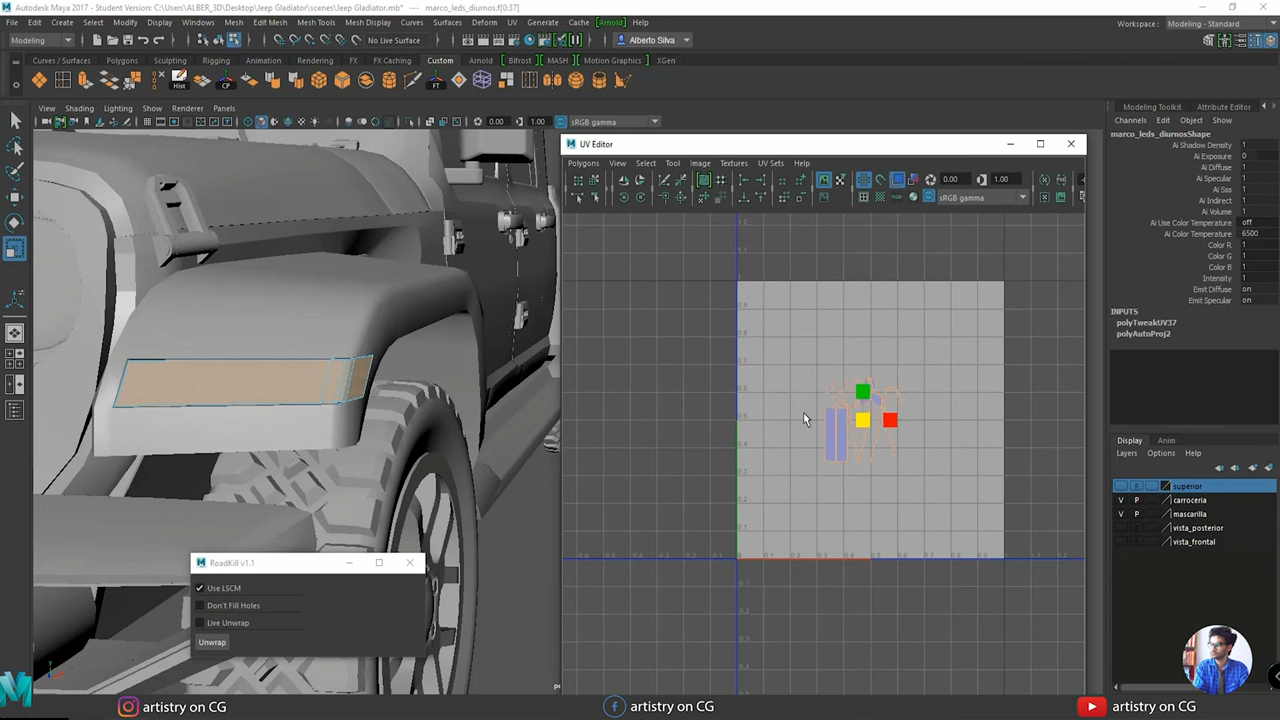 Autodesk Maya 2017 - Student Version: C:\Users\ALBER_3D\Desktop\Jeep Gladiator\scenes\Jeep Gladiator.mb* --- marco_leds_diurnos.f[0:37]
File Edit Create Select Modify Display Windows Mesh Edit Mesh Mesh Tools Mesh Display Curves Surfaces Deform UV Generate Cache [Arnold] Help
Workspace : Modeling - Standard
Modeling
No Live Surface
Alberto Silva
Curves / Surfaces Polygons Sculpting Rigging Animation Rendering FX FX Caching Custom Arnold Bifrost MASH Motion Graphics XGen
Hist CP FT
View Shading Lighting Show Renderer Panels
0.00 1.00 sRGB gamma
UV Editor
Polygons View Select Tool Image Textures UV Sets Help
0.00 1.00
sRGB gamma
RoadKill v1.1
Use LSCM
Don't Fill Holes
Live Unwrap
Unwrap
Modeling Toolkit Attribute Editor
Channels Edit Object Show
marco_leds_diurnosShape
Ai Shadow Density 1
Ai Exposure 0
Ai Diffuse 1
Ai Specular 1
Ai Sss 1
Ai Indirect 1
Ai Volume 1
Ai Use Color Temperature off
Ai Color Temperature 6500
Color R 1
Color G 1
Color B 1
Intensity 1
Emit Diffuse on
Emit Specular on
INPUTS
polyTweakUV37
polyAutoProj2
Display Anim
Layers Options Help
superior
V P carroceria
V P mascarilla
vista_posterior
vista_frontal
artistry on CG
artistry on CG
artistry on CG